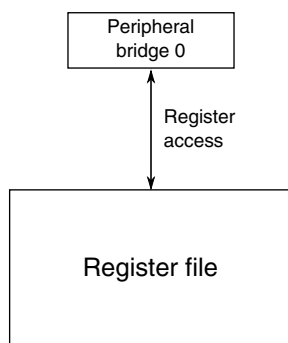 Peripheral
bridge 0
Register
access
Register file